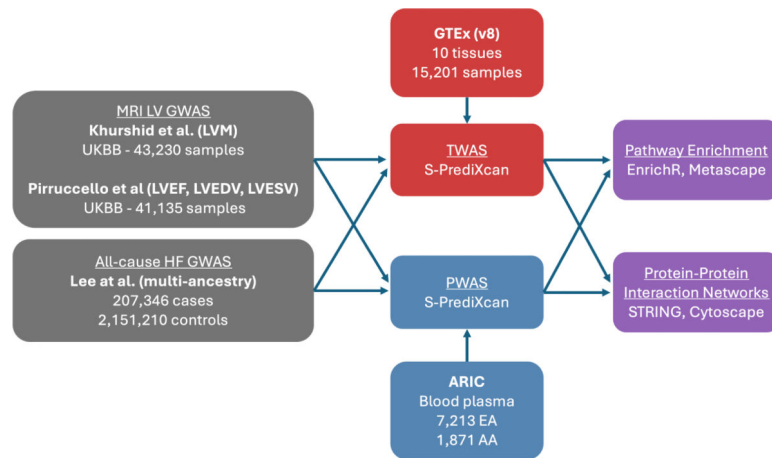 GTEx (v8)
10 tissues
15,201 samples
MRI LV GWAS
Khurshid et al. (LVM)
UKBB - 43,230 samples
Pirruccello et al (LVEF, LVEDV, LVESV)
UKBB - 41,135 samples
TWAS
S-PrediXcan
Pathway Enrichment
EnrichR, Metascape
All-cause HF GWAS
Lee at al. (multi-ancestry)
207,346 cases
2,151,210 controls
PWAS
S-PrediXcan
Protein-Protein
Interaction Networks
STRING, Cytoscape
ARIC
Blood plasma
7,213 EA
1,871 AA